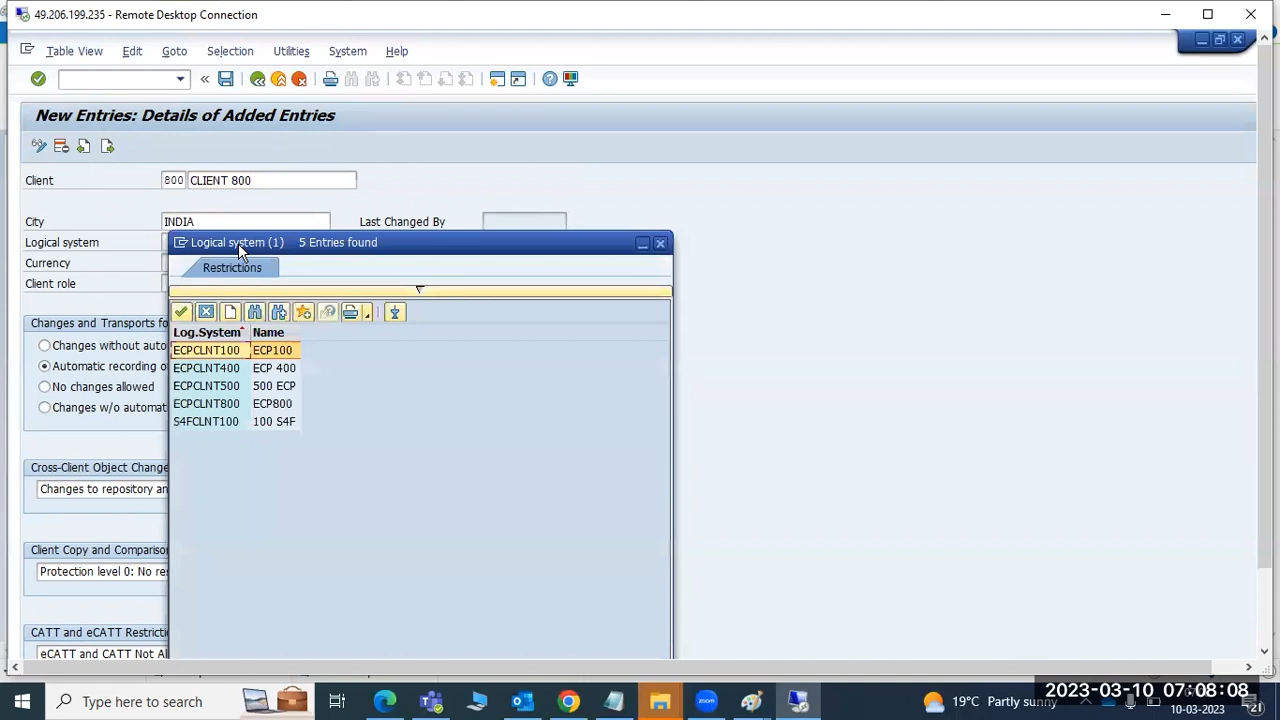 49.206.199.235 - Remote Desktop Connection
Table View Edit Goto Selection Utilities System Help
New Entries: Details of Added Entries
Client 800 CLIENT 800
City INDIA Last Changed By
Logical system
Currency
Client role
Logical system (1) 5 Entries found
Restrictions
Log.System Name
ECPCLNT100 ECP100
ECPCLNT400 ECP 400
ECPCLNT500 500 ECP
ECPCLNT800 ECP800
S4FCLNT100 100 S4F
Changes and Transports fo
Changes without auto
Automatic recording o
No changes allowed
Changes w/o automat
Cross-Client Object Change
Changes to repository an
Client Copy and Comparison
Protection level 0: No res
CATT and eCATT Restricti
eCATT and CATT Not Al
Type here to search
19°C Partly sunny
2023-03-10 07:08:08
10-03-2023
21